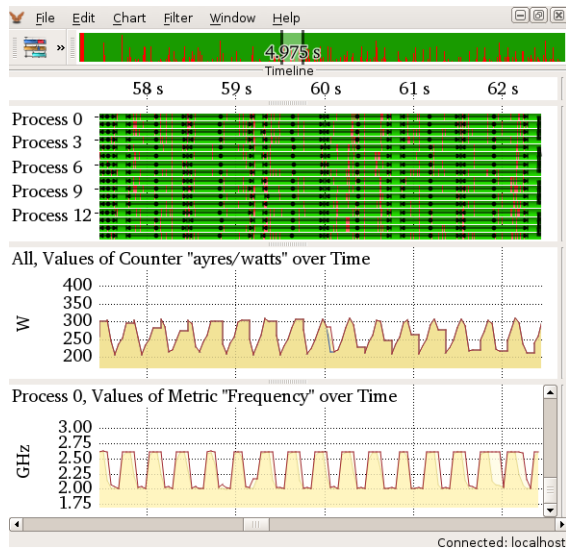 File Edit Chart Filter Window Help
»
4.975 s
Timeline
58 s 59 s 60 s 61 s 62 s
Process 0
Process 3
Process 6
Process 9
Process 12
All, Values of Counter "ayres/watts" over Time
400
350
300
250
200
W
Process 0, Values of Metric "Frequency" over Time
3.00
2.75
2.50
2.25
2.00
1.75
GHz
Connected: localhost